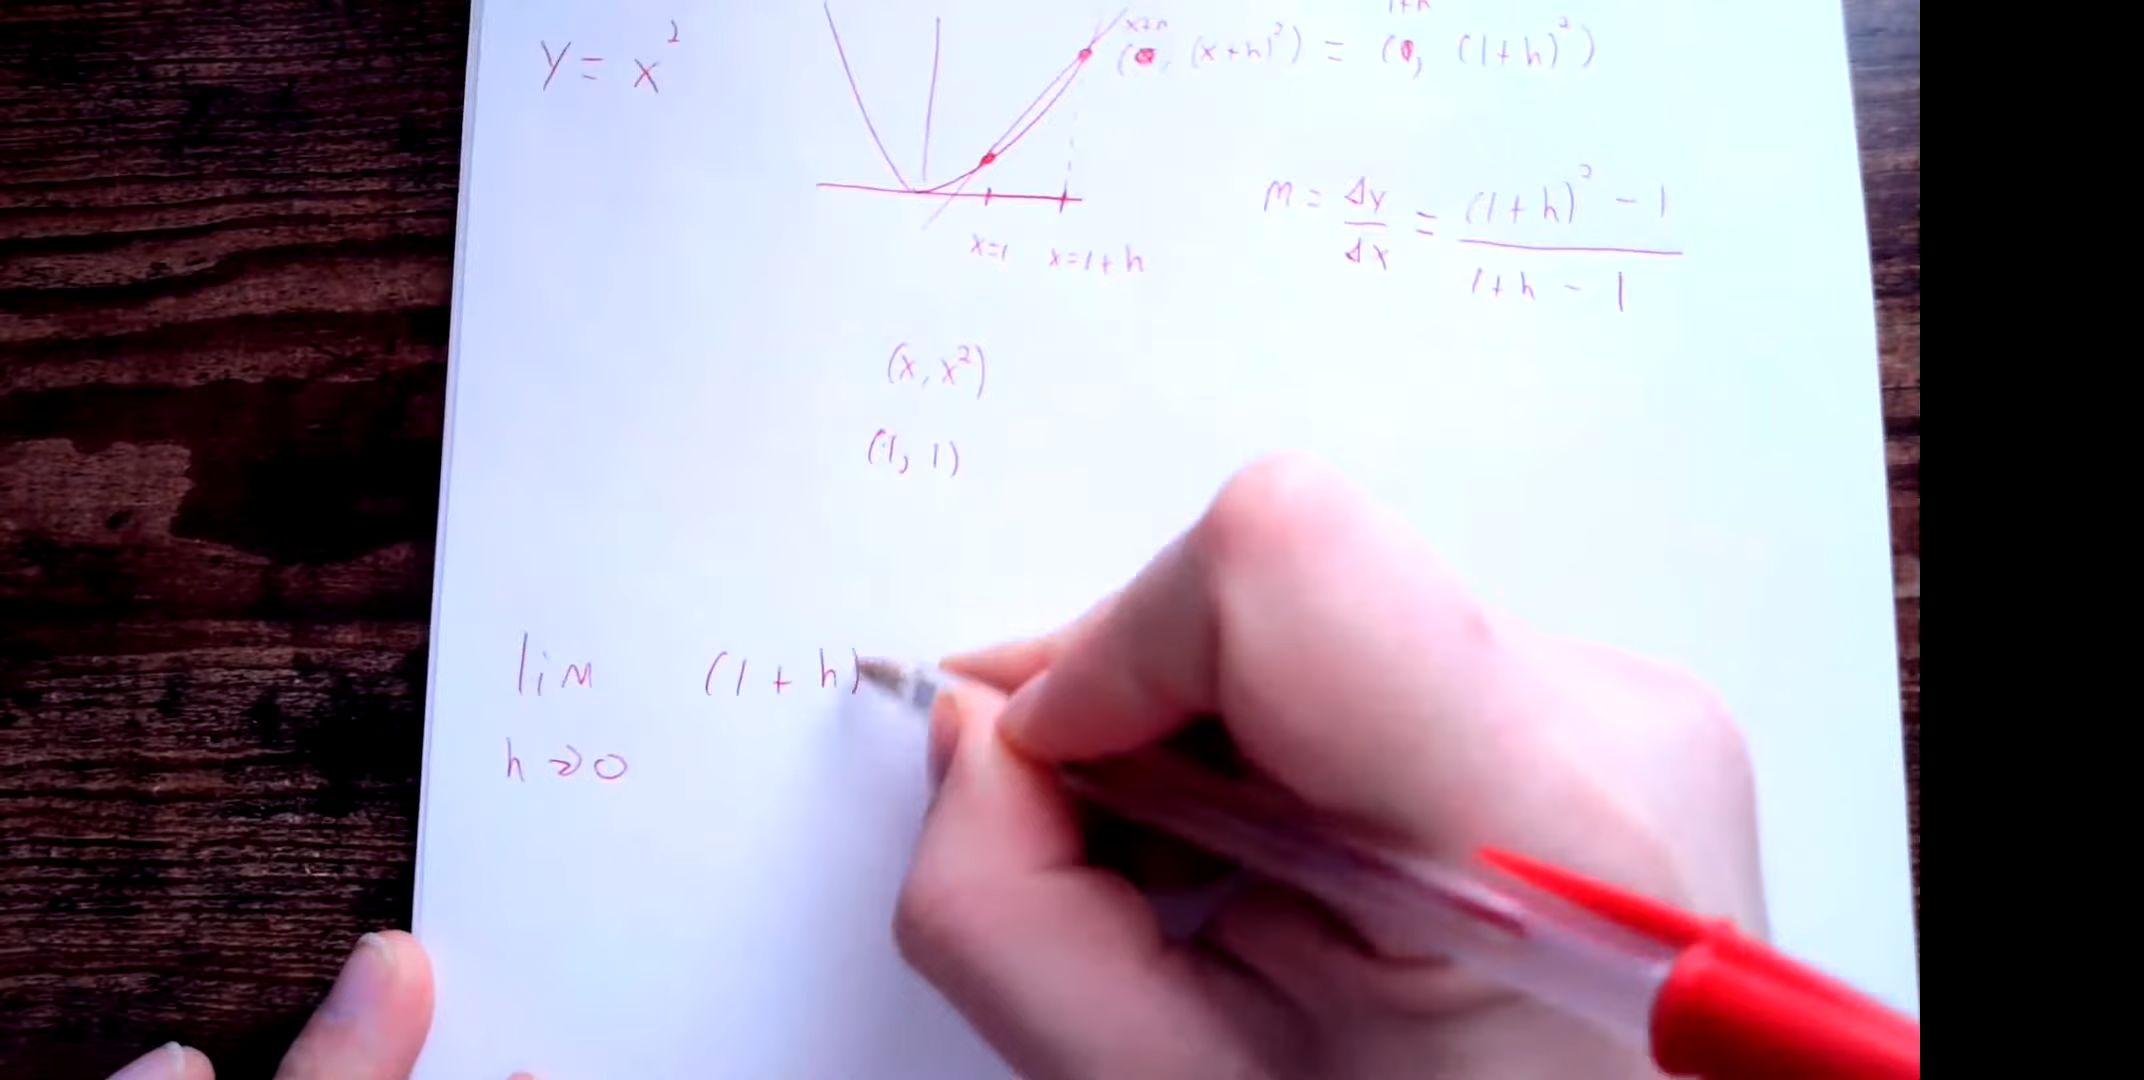 y = x²
(x+h, (x+h)²) = (1+h, (1+h)²)
m = Δy/Δx = ((1+h)² - 1)/(1+h - 1)
x=1 x=1+h
(x, x²)
(1, 1)
lim (1+h)
h→0